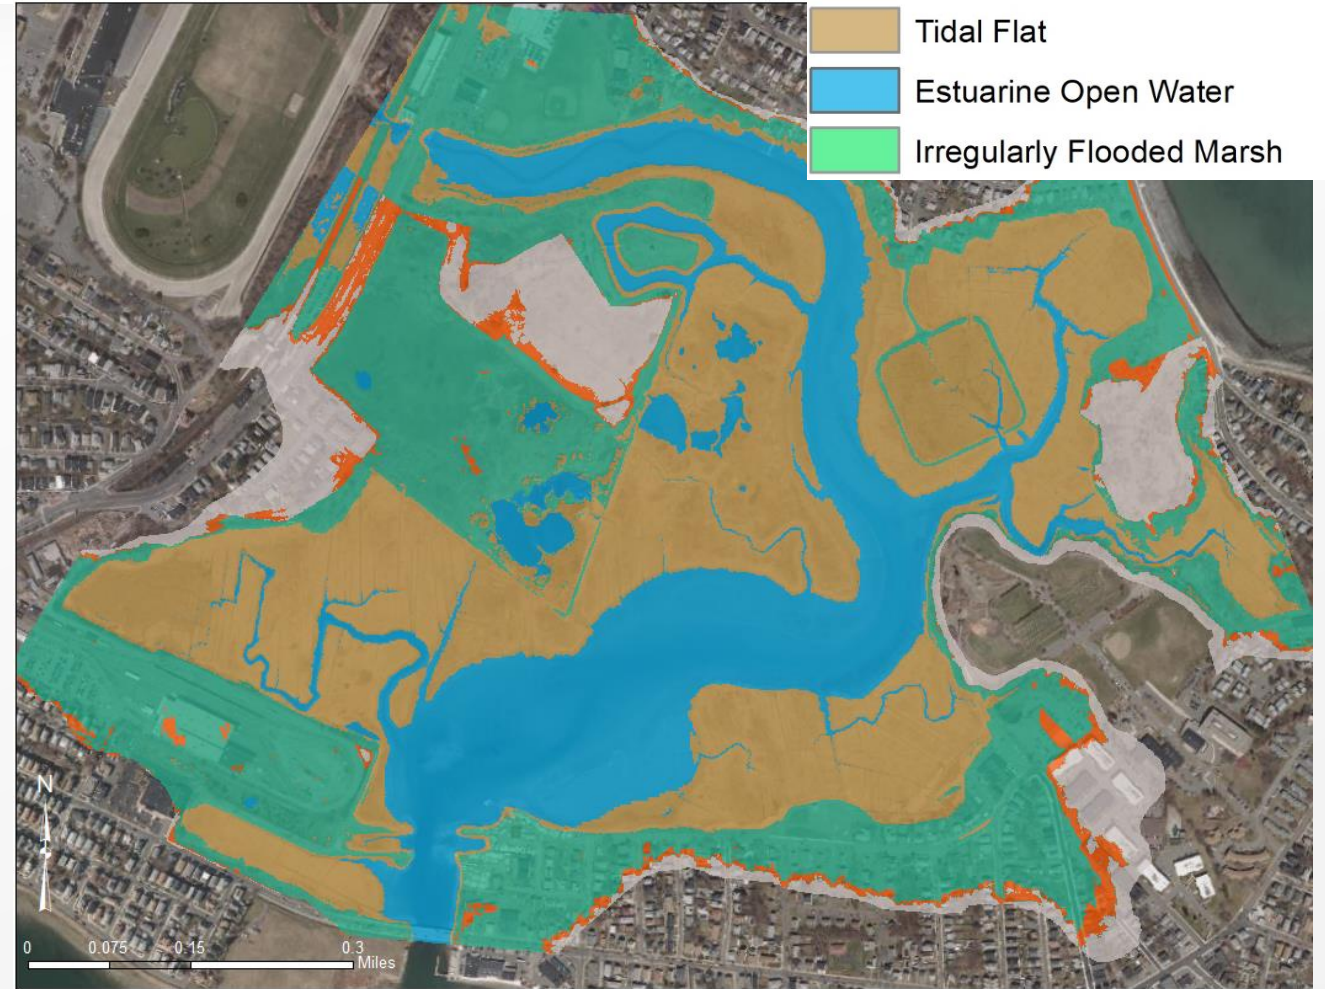 Tidal Flat
Estuarine Open Water
Irregularly Flooded Marsh
N
0 0.075 0.15 0.3
Miles